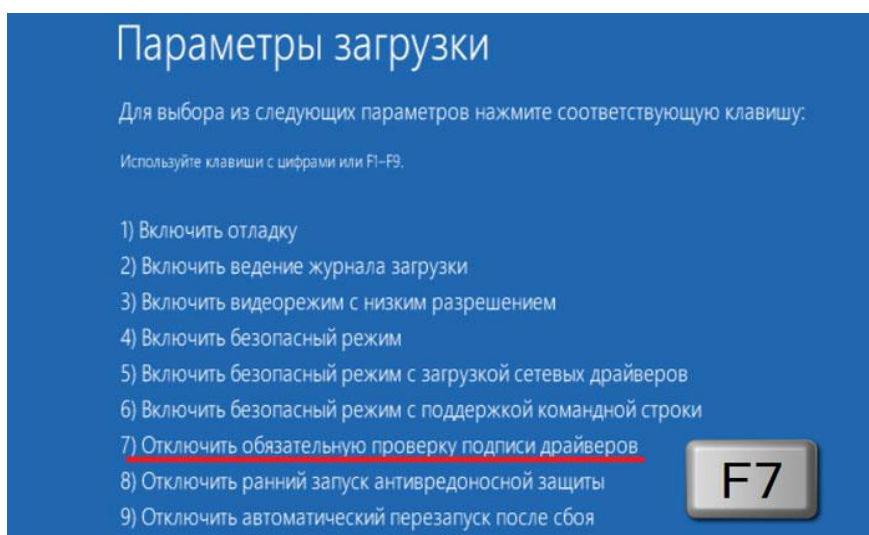 Параметры загрузки
Для выбора из следующих параметров нажмите соответствующую клавишу:
Используйте клавиши с цифрами или F1–F9.
1) Включить отладку
2) Включить ведение журнала загрузки
3) Включить видеорежим с низким разрешением
4) Включить безопасный режим
5) Включить безопасный режим с загрузкой сетевых драйверов
6) Включить безопасный режим с поддержкой командной строки
7) Отключить обязательную проверку подписи драйверов
8) Отключить ранний запуск антивредоносной защиты
9) Отключить автоматический перезапуск после сбоя
F7